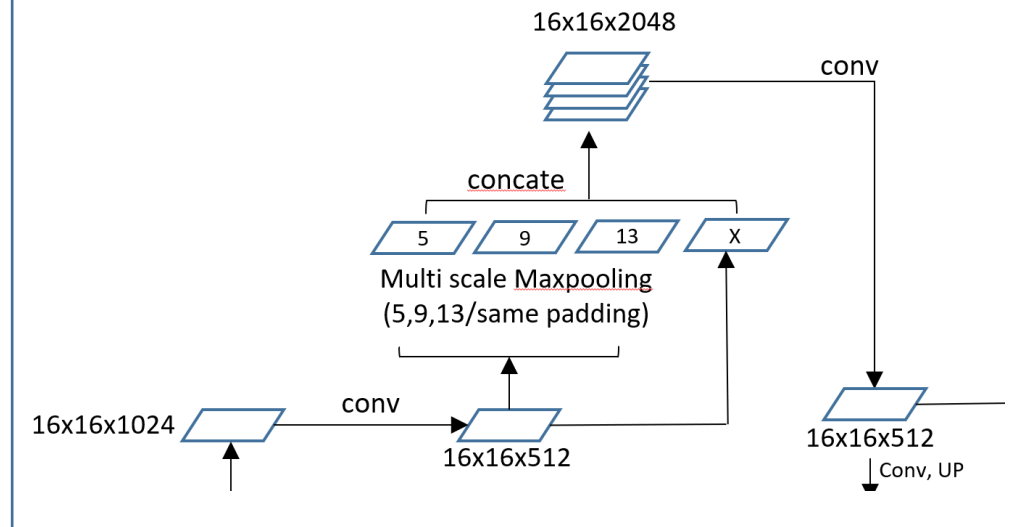 16x16x2048
conv
concate
5
9
13
X
Multi scale Maxpooling
(5,9,13/same padding)
conv
16x16x1024
16x16x512
16x16x512
Conv, UP